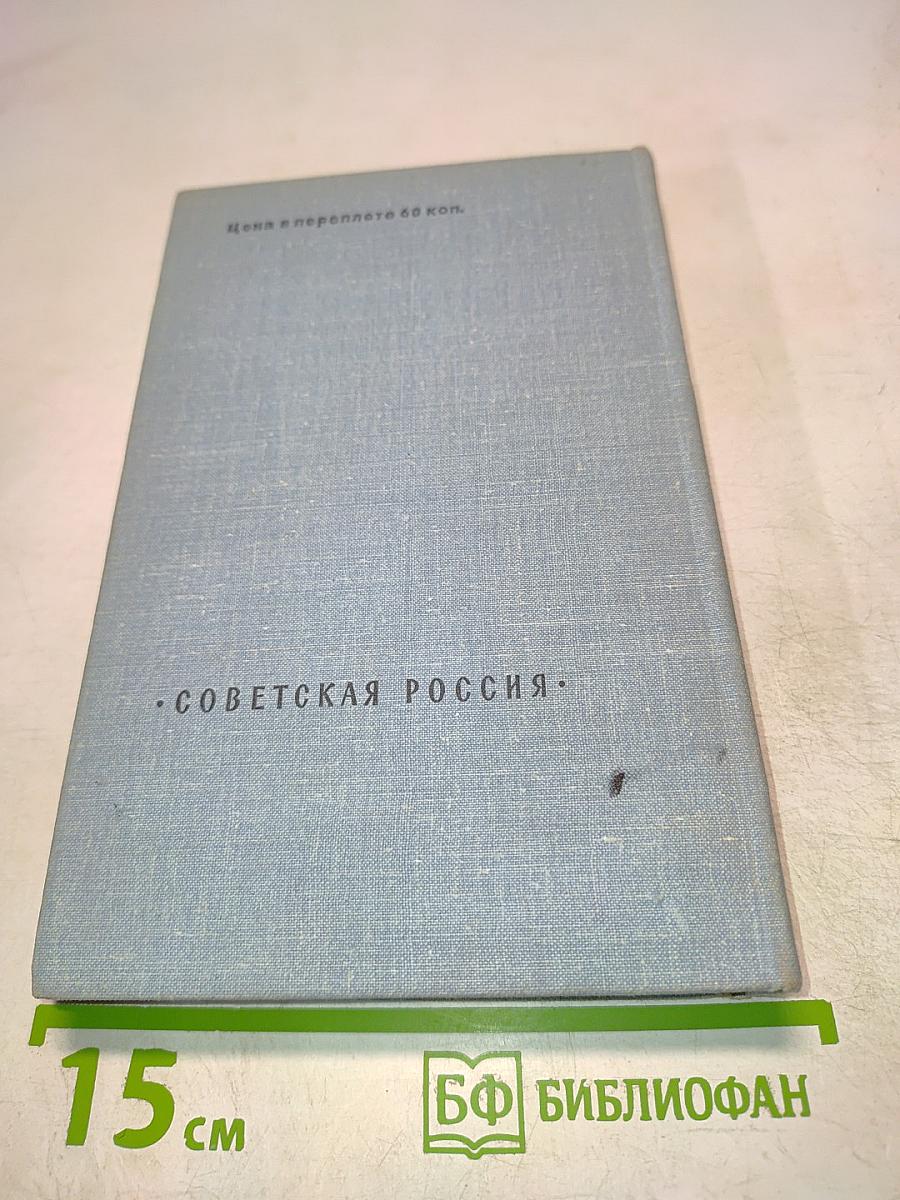 Цена в переплете 60 коп.
• СОВЕТСКАЯ РОССИЯ •
15 см
БФ БИБЛИОФАН